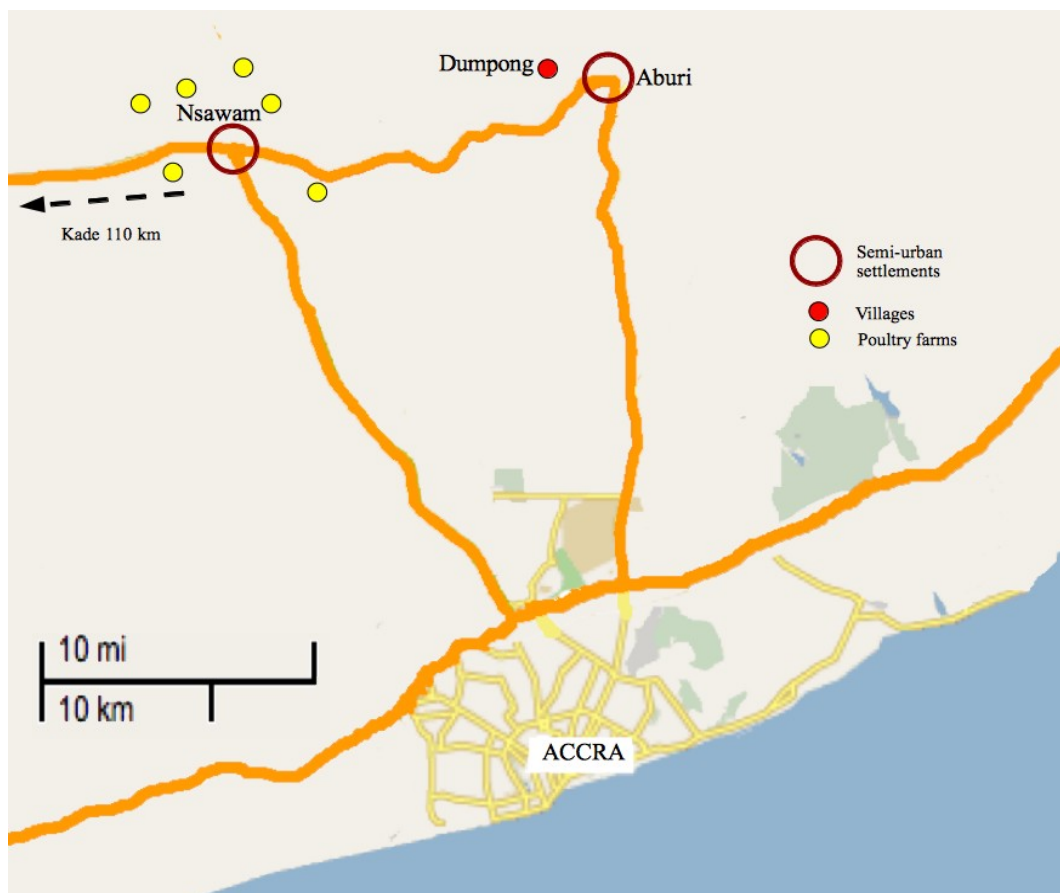 Dumpong
Aburi
Nsawam
Kade 110 km
Semi-urban
settlements
Villages
Poultry farms
10 mi
10 km
ACCRA